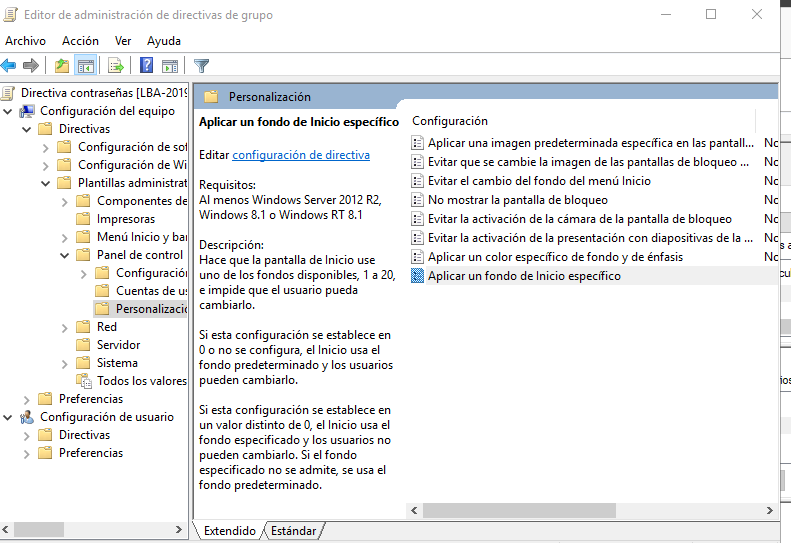 Editor de administración de directivas de grupo
Archivo Acción Ver Ayuda
Directiva contraseñas [LBA-2019
Configuración del equipo
Directivas
Configuración de sof
Configuración de Wi
Plantillas administrat
Componentes de
Impresoras
Menú Inicio y bar
Panel de control
Configuración
Cuentas de us
Personalizació
Red
Servidor
Sistema
Todos los valores
Preferencias
Configuración de usuario
Directivas
Preferencias
Personalización
Aplicar un fondo de Inicio específico
Editar configuración de directiva
Requisitos:
Al menos Windows Server 2012 R2,
Windows 8.1 o Windows RT 8.1
Descripción:
Hace que la pantalla de Inicio use
uno de los fondos disponibles, 1 a 20,
e impide que el usuario pueda
cambiarlo.
Si esta configuración se establece en
0 o no se configura, el Inicio usa el
fondo predeterminado y los usuarios
pueden cambiarlo.
Si esta configuración se establece en
un valor distinto de 0, el Inicio usa el
fondo especificado y los usuarios no
pueden cambiarlo. Si el fondo
especificado no se admite, se usa el
fondo predeterminado.
Configuración
Aplicar una imagen predeterminada específica en las pantall... No
Evitar que se cambie la imagen de las pantallas de bloqueo ... No
Evitar el cambio del fondo del menú Inicio No
No mostrar la pantalla de bloqueo No
Evitar la activación de la cámara de la pantalla de bloqueo No
Evitar la activación de la presentación con diapositivas de la ... No
Aplicar un color específico de fondo y de énfasis No
Aplicar un fondo de Inicio específico
Extendido Estándar